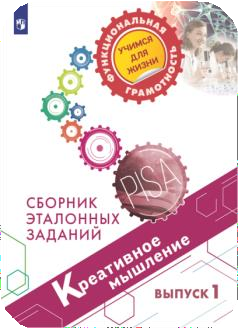 ФУНКЦИОНАЛЬНАЯ
УЧИМСЯ
ДЛЯ
ЖИЗНИ
ГРАМОТНОСТЬ
PISA
СБОРНИК
ЭТАЛОННЫХ
ЗАДАНИЙ
Креативное
мышление
ВЫПУСК 1